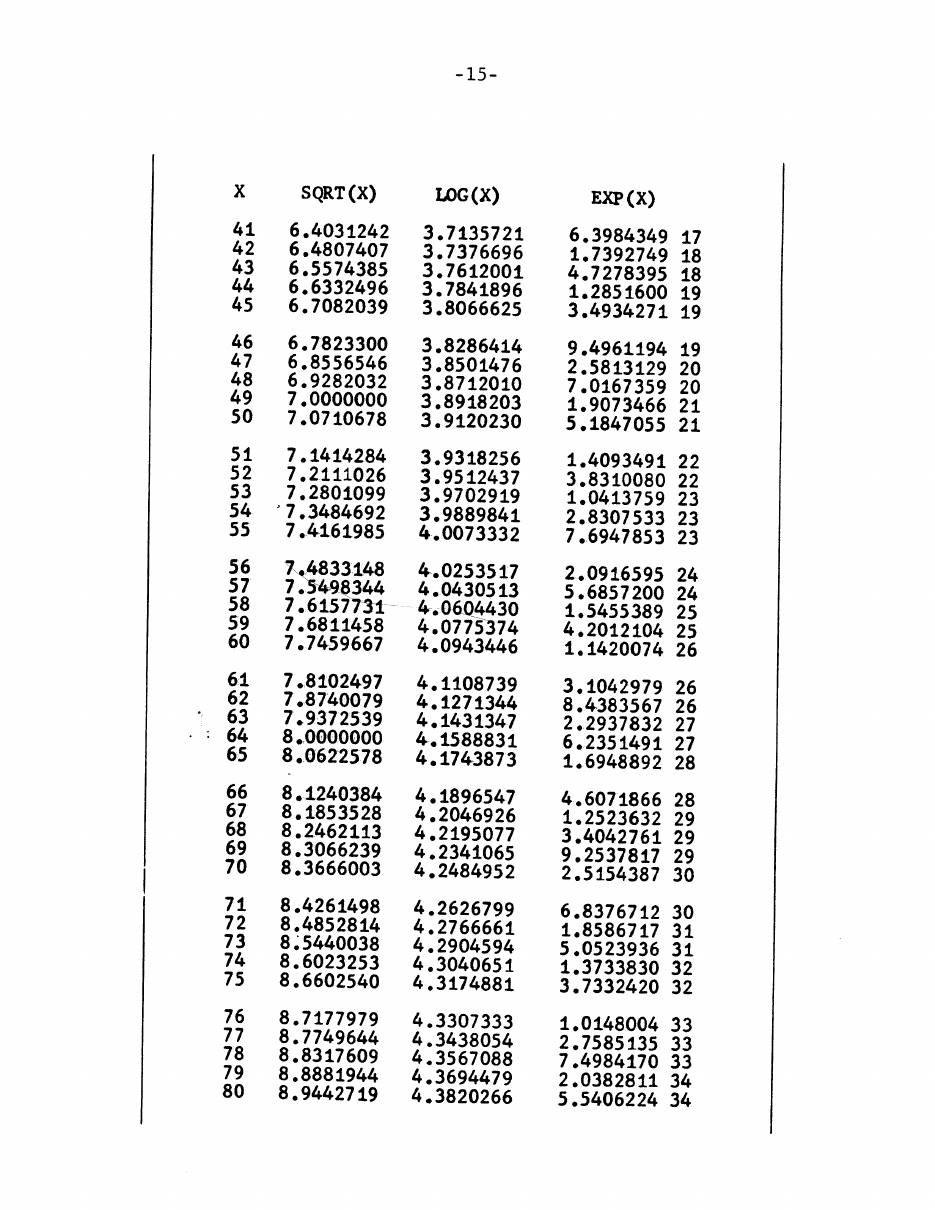 -15-
X SQRT(X) LOG(X) EXP(X)
41 6.4031242 3.7135721 6.3984349 17
42 6.4807407 3.7376696 1.7392749 18
43 6.5574385 3.7612001 4.7278395 18
44 6.6332496 3.7841896 1.2851600 19
45 6.7082039 3.8066625 3.4934271 19
46 6.7823300 3.8286414 9.4961194 19
47 6.8556546 3.8501476 2.5813129 20
48 6.9282032 3.8712010 7.0167359 20
49 7.0000000 3.8918203 1.9073466 21
50 7.0710678 3.9120230 5.1847055 21
51 7.1414284 3.9318256 1.4093491 22
52 7.2111026 3.9512437 3.8310080 22
53 7.2801099 3.9702919 1.0413759 23
54 7.3484692 3.9889841 2.8307533 23
55 7.4161985 4.0073332 7.6947853 23
56 7.4833148 4.0253517 2.0916595 24
57 7.5498344 4.0430513 5.6857200 24
58 7.6157731 4.0604430 1.5455389 25
59 7.6811458 4.0775374 4.2012104 25
60 7.7459667 4.0943446 1.1420074 26
61 7.8102497 4.1108739 3.1042979 26
62 7.8740079 4.1271344 8.4383567 26
63 7.9372539 4.1431347 2.2937832 27
64 8.0000000 4.1588831 6.2351491 27
65 8.0622578 4.1743873 1.6948892 28
66 8.1240384 4.1896547 4.6071866 28
67 8.1853528 4.2046926 1.2523632 29
68 8.2462113 4.2195077 3.4042761 29
69 8.3066239 4.2341065 9.2537817 29
70 8.3666003 4.2484952 2.5154387 30
71 8.4261498 4.2626799 6.8376712 30
72 8.4852814 4.2766661 1.8586717 31
73 8.5440038 4.2904594 5.0523936 31
74 8.6023253 4.3040651 1.3733830 32
75 8.6602540 4.3174881 3.7332420 32
76 8.7177979 4.3307333 1.0148004 33
77 8.7749644 4.3438054 2.7585135 33
78 8.8317609 4.3567088 7.4984170 33
79 8.8881944 4.3694479 2.0382811 34
80 8.9442719 4.3820266 5.5406224 34